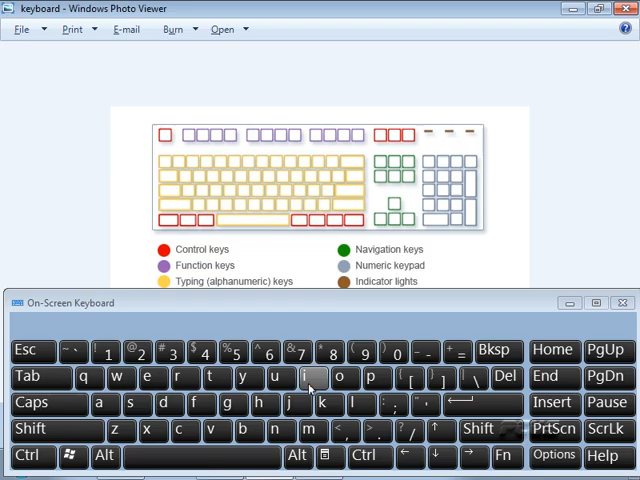 keyboard - Windows Photo Viewer
File Print E-mail Burn Open ?
Control keys Navigation keys
Function keys Numeric keypad
Typing (alphanumeric) keys Indicator lights
On-Screen Keyboard
Esc ~ ` ! 1 @ 2 # 3 $ 4 % 5 ^ 6 & 7 * 8 ( 9 ) 0 _ - + = Bksp Home PgUp
Tab q w e r t y u i o p { [ } ] | \ Del End PgDn
Caps a s d f g h j k l : ; " ' Insert Pause
Shift z x c v b n m < , > . ? / ↑ Shift PrtScn ScrLk
Ctrl Alt Alt Ctrl ← ↓ → Fn Options Help